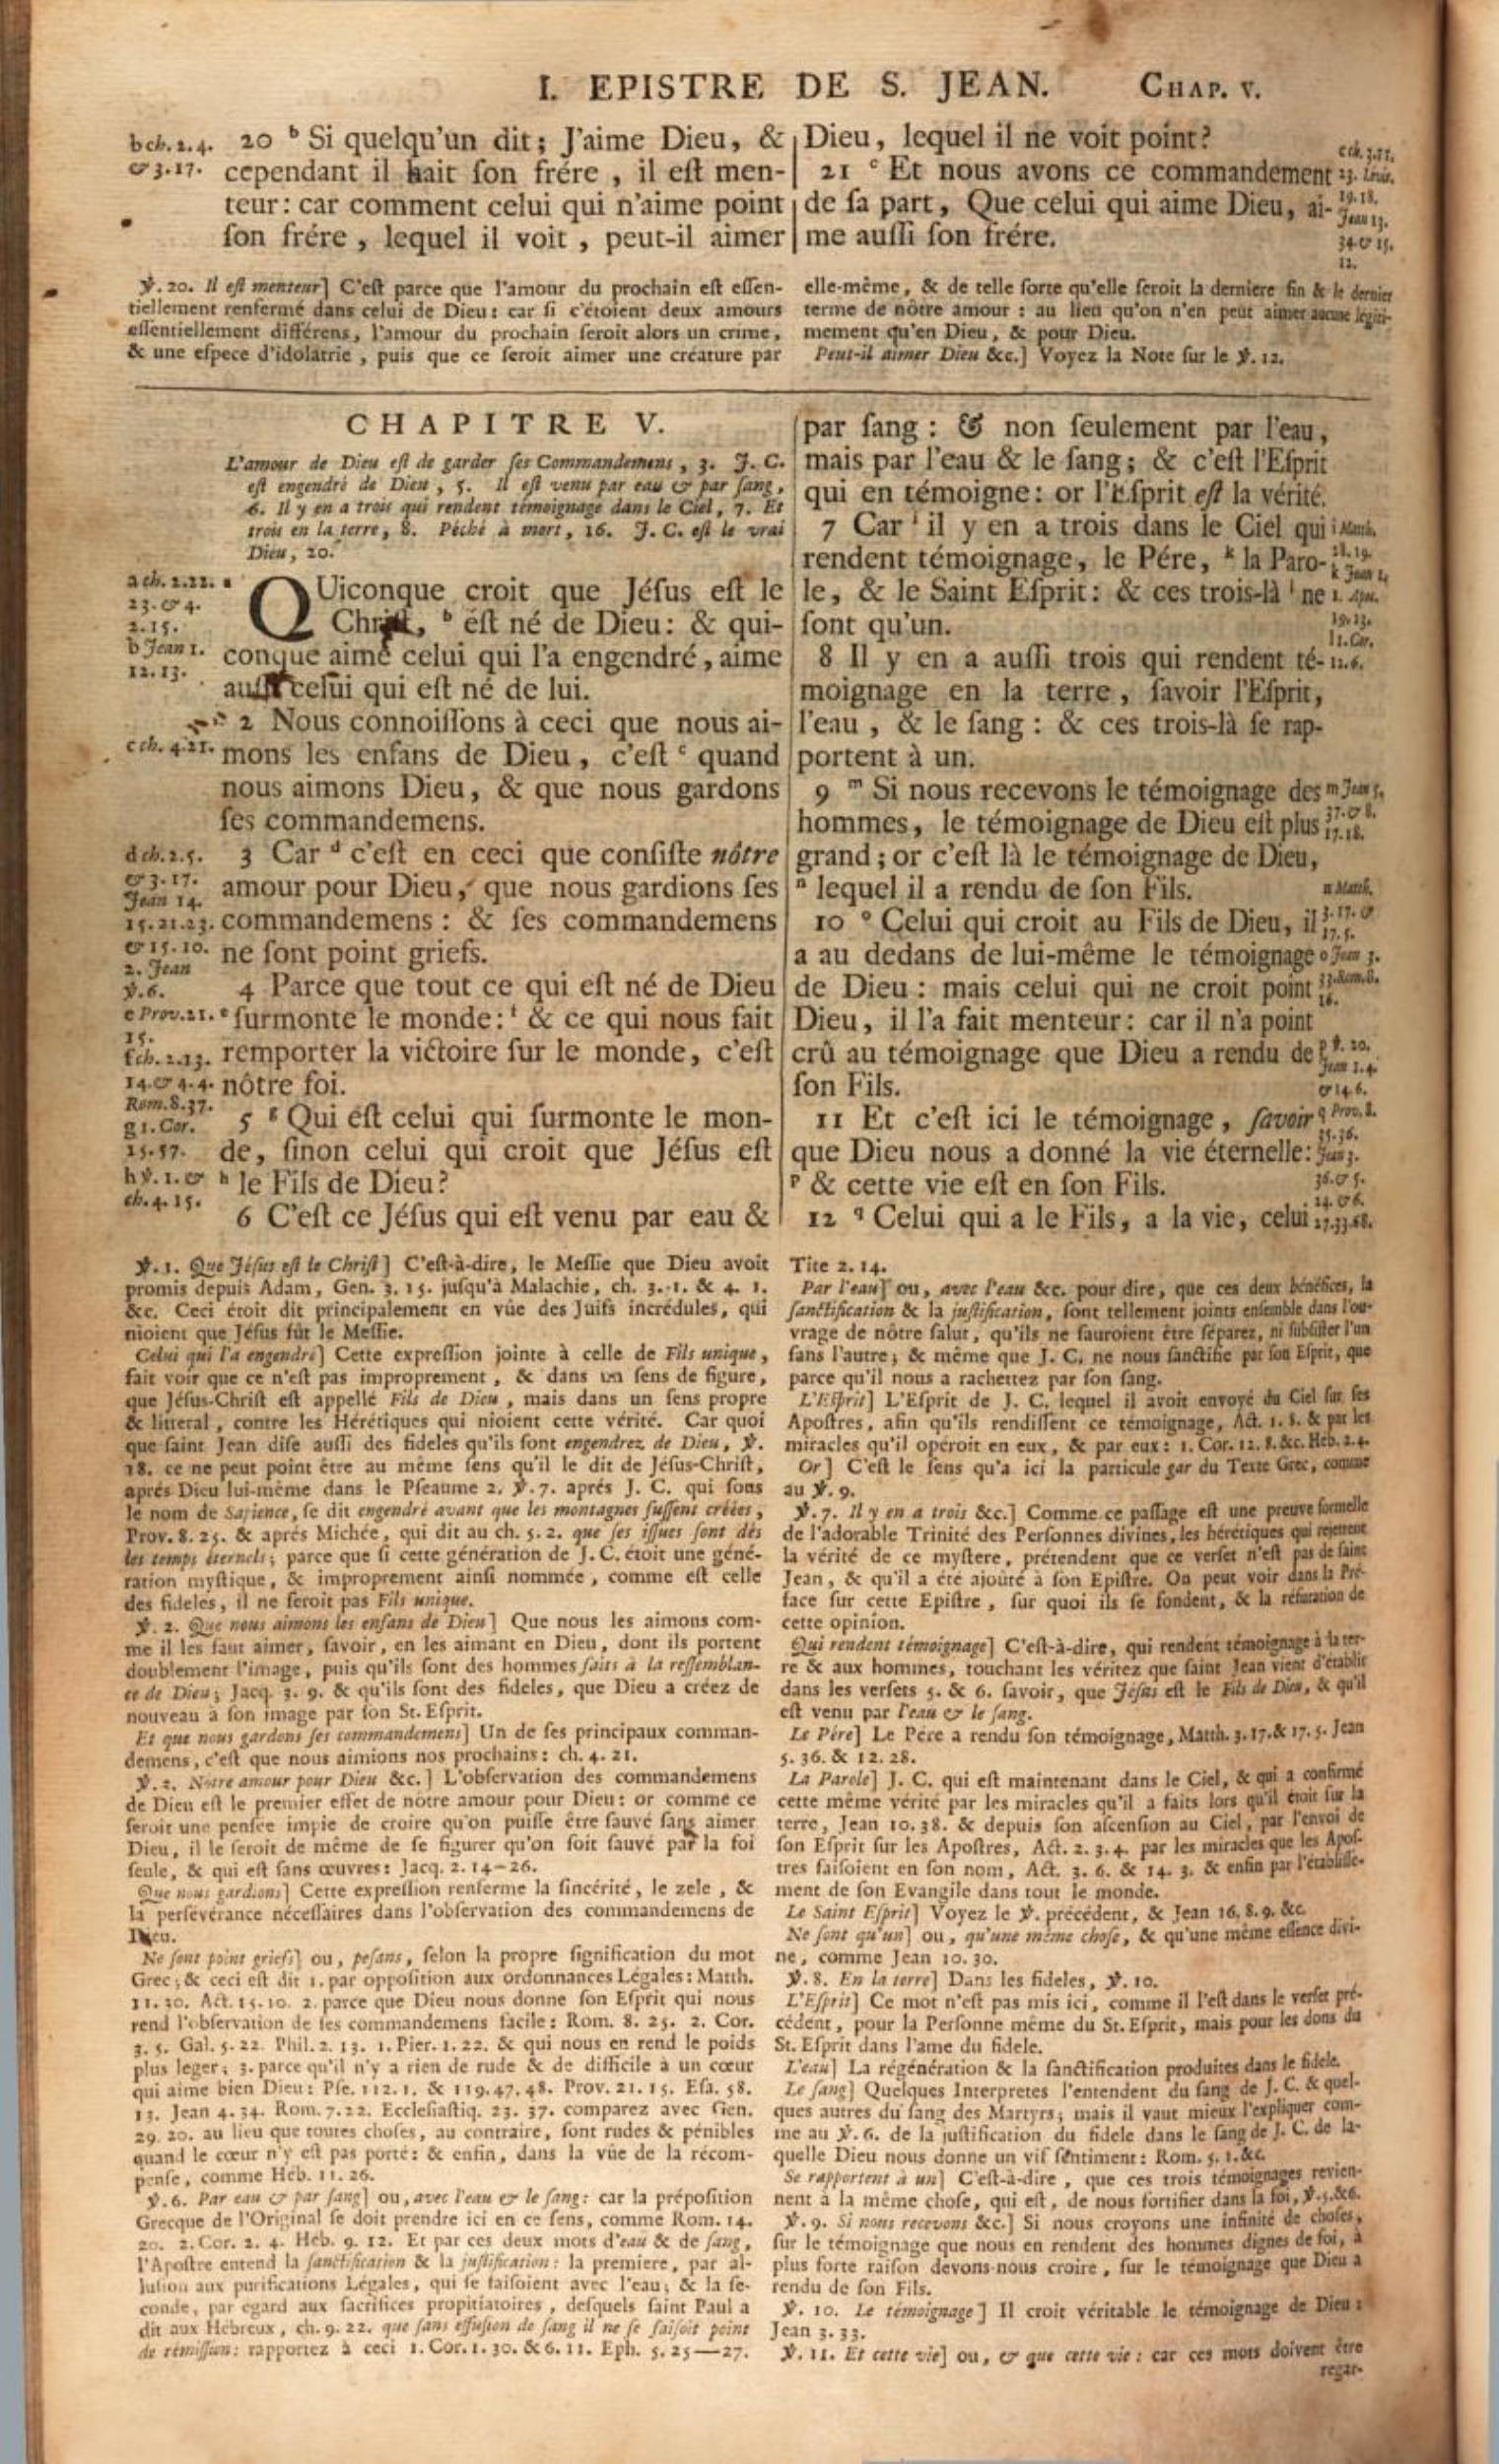 I. EPISTRE DE S. JEAN. CHAP. V.
b ch. 2. 4.
& 3. 17.
20 b Si quelqu'un dit; J'aime Dieu, &
cependant il hait ſon frére, il eſt men-
teur: car comment celui qui n'aime point
ſon frére, lequel il voit, peut-il aimer
Dieu, lequel il ne voit point?
21 c Et nous avons ce commandement
de ſa part, Que celui qui aime Dieu, ai-
me auſſi ſon frére.
19. 18.
Jean 13.
34. & 15.
12.
ꝟ. 20. Il eſt menteur] C'eſt parce que l'amour du prochain eſt eſſen-
tiellement renfermé dans celui de Dieu: car ſi c'étoient deux amours
eſſentiellement différens, l'amour du prochain ſeroit alors un crime,
& une eſpece d'idolatrie, puis que ce ſeroit aimer une créature par
elle-même, & de telle ſorte qu'elle ſeroit la derniere fin & le dernier
terme de nôtre amour: au lieu qu'on n'en peut aimer aucune légiti-
mement qu'en Dieu, & pour Dieu.
Peut-il aimer Dieu &c.] Voyez la Note ſur le ꝟ. 12.
CHAPITRE V.
L'amour de Dieu eſt de garder ſes Commandemens, 3. J. C.
eſt engendré de Dieu, 5. Il eſt venu par eau & par ſang,
6. Il y en a trois qui rendent témoignage dans le Ciel, 7. Et
trois en la terre, 8. Péché à mort, 16. J. C. eſt le vrai
Dieu, 20.
a ch. 2. 22.
23. & 4.
2. 15.
b Jean 1.
12. 13.
a QUiconque croit que Jéſus eſt le
Chriſt, b eſt né de Dieu: & qui-
conque aime celui qui l'a engendré, aime
auſſi celui qui eſt né de lui.
2 Nous connoiſſons à ceci que nous ai-
c ch. 4. 21.
mons les enfans de Dieu, c'eſt c quand
nous aimons Dieu, & que nous gardons
ſes commandemens.
d ch. 2. 5.
& 3. 17.
Jean 14.
15. 21. 23.
& 15. 10.
2. Jean
ꝟ. 6.
3 Car d c'eſt en ceci que conſiſte nôtre
amour pour Dieu, que nous gardions ſes
commandemens: & ſes commandemens
ne ſont point griefs.
4 Parce que tout ce qui eſt né de Dieu
e ſurmonte le monde: f & ce qui nous fait
remporter la victoire ſur le monde, c'eſt
nôtre foi.
e Prov. 21.
15.
f ch. 2. 13.
14. & 4. 4.
Rom. 8. 37.
g 1. Cor.
15. 57.
h ꝟ. 1. &
ch. 4. 15.
5 g Qui eſt celui qui ſurmonte le mon-
de, ſinon celui qui croit que Jéſus eſt
h le Fils de Dieu?
6 C'eſt ce Jéſus qui eſt venu par eau &
par ſang: & non ſeulement par l'eau,
mais par l'eau & le ſang; & c'eſt l'Eſprit
qui en témoigne: or l'Eſprit eſt la vérité.
7 Car i il y en a trois dans le Ciel qui
rendent témoignage, le Pére, k la Paro-
le, & le Saint Eſprit: & ces trois-là l ne
ſont qu'un.
i Matth.
28. 19.
k Jean 1.
1. Apoc.
19. 13.
l 1. Cor.
12. 6.
8 Il y en a auſſi trois qui rendent té-
moignage en la terre, ſavoir l'Eſprit,
l'eau, & le ſang: & ces trois-là ſe rap-
portent à un.
9 m Si nous recevons le témoignage des
hommes, le témoignage de Dieu eſt plus
grand; or c'eſt là le témoignage de Dieu,
n lequel il a rendu de ſon Fils.
m Jean 5.
37. & 8.
17. 18.
n Matth.
3. 17. &
17. 5.
10 o Celui qui croit au Fils de Dieu, il
a au dedans de lui-même le témoignage
de Dieu: mais celui qui ne croit point
Dieu, il l'a fait menteur: car il n'a point
crû au témoignage que Dieu a rendu de
ſon Fils.
o Jean 3.
33. Rom. 8.
16.
11 Et c'eſt ici le témoignage, ſavoir
que Dieu nous a donné la vie éternelle:
p & cette vie eſt en ſon Fils.
p ꝟ. 20.
Jean 1. 4.
& 14. 6.
q Prov. 8.
35. 36.
Jean 3.
36. & 5.
24. & 6.
12 q Celui qui a le Fils, a la vie, celui
ꝟ. 1. Que Jéſus eſt le Chriſt] C'eſt-à-dire, le Meſſie que Dieu avoit
promis depuis Adam, Gen. 3. 15. juſqu'à Malachie, ch. 3. 1. & 4. 1.
&c. Ceci étoit dit principalement en vûe des Juifs incrédules, qui
nioient que Jéſus fût le Meſſie.
Celui qui l'a engendré] Cette expreſſion jointe à celle de Fils unique,
fait voir que ce n'eſt pas improprement, & dans un ſens de figure,
que Jéſus-Chriſt eſt appellé Fils de Dieu, mais dans un ſens propre
& litteral, contre les Hérétiques qui nioient cette vérité. Car quoi
que ſaint Jean diſe auſſi des fideles qu'ils ſont engendrez de Dieu, ꝟ.
18. ce ne peut point être au même ſens qu'il le dit de Jéſus-Chriſt,
aprés Dieu lui-même dans le Pſeaume 2. ꝟ. 7. aprés J. C. qui ſous
le nom de Sapience, ſe dit engendré avant que les montagnes fuſſent créées,
Prov. 8. 25. & aprés Michée, qui dit au ch. 5. 2. que ſes iſſues ſont dés
les temps éternels; parce que ſi cette génération de J. C. étoit une géné-
ration myſtique, & improprement ainſi nommée, comme eſt celle
des fideles, il ne ſeroit pas Fils unique.
ꝟ. 2. Que nous aimons les enfans de Dieu] Que nous les aimons com-
me il les faut aimer, ſavoir, en les aimant en Dieu, dont ils portent
doublement l'image, puis qu'ils ſont des hommes faits à la reſſemblan-
ce de Dieu; Jacq. 3. 9. & qu'ils ſont des fideles, que Dieu a créez de
nouveau à ſon image par ſon St. Eſprit.
Et que nous gardons ſes commandemens] Un de ſes principaux comman-
demens, c'eſt que nous aimions nos prochains: ch. 4. 21.
ꝟ. 3. Nôtre amour pour Dieu &c.] L'obſervation des commandemens
de Dieu eſt le premier effet de nôtre amour pour Dieu: or comme ce
ſeroit une penſée impie de croire qu'on puiſſe être ſauvé ſans aimer
Dieu, il le ſeroit de même de ſe figurer qu'on ſoit ſauvé par la foi
ſeule, & qui eſt ſans œuvres: Jacq. 2. 14—26.
Que nous gardions] Cette expreſſion renferme la ſincérité, le zele, &
la perſévérance néceſſaires dans l'obſervation des commandemens de
Dieu.
Ne ſont point griefs] ou, peſans, ſelon la propre ſignification du mot
Grec; & ceci eſt dit 1. par oppoſition aux ordonnances Légales: Matth.
11. 30. Act. 15. 10. 2. parce que Dieu nous donne ſon Eſprit qui nous
rend l'obſervation de ſes commandemens facile: Rom. 8. 25. 2. Cor.
3. 5. Gal. 5. 22. Phil. 2. 13. 1. Pier. 1. 22. & qui nous en rend le poids
plus leger; 3. parce qu'il n'y a rien de rude & de difficile à un cœur
qui aime bien Dieu: Pſe. 112. 1. & 119. 47. 48. Prov. 21. 15. Eſa. 58.
13. Jean 4. 34. Rom. 7. 22. Eccleſiaſtiq. 23. 37. comparez avec Gen.
29. 20. au lieu que toutes choſes, au contraire, ſont rudes & pénibles
quand le cœur n'y eſt pas porté: & enfin, dans la vûe de la récom-
penſe, comme Héb. 11. 26.
ꝟ. 6. Par eau & par ſang] ou, avec l'eau & le ſang: car la prépoſition
Grecque de l'Original ſe doit prendre ici en ce ſens, comme Rom. 14.
20. 2. Cor. 2. 4. Héb. 9. 12. Et par ces deux mots d'eau & de ſang,
l'Apoſtre entend la ſanctification & la juſtification: la premiere, par al-
luſion aux purifications Légales, qui ſe faiſoient avec l'eau; & la ſe-
conde, par egard aux ſacrifices propitiatoires, deſquels ſaint Paul a
dit aux Hébreux, ch. 9. 22. que ſans effuſion de ſang il ne ſe faiſoit point
de rémiſſion: rapportez à ceci 1. Cor. 1. 30. & 6. 11. Eph. 5. 25—27.
Tite 2. 14.
Par l'eau] ou, avec l'eau &c. pour dire, que ces deux bénéfices, la
ſanctification & la juſtification, ſont tellement joints enſemble dans l'ou-
vrage de nôtre ſalut, qu'ils ne ſauroient être ſéparez, ni ſubſiſter l'un
ſans l'autre; & même que J. C. ne nous ſanctifie par ſon Eſprit, que
parce qu'il nous a rachettez par ſon ſang.
L'Eſprit] L'Eſprit de J. C. lequel il avoit envoyé du Ciel ſur ſes
Apoſtres, afin qu'ils rendiſſent ce témoignage, Act. 1. 8. & par les
miracles qu'il opéroit en eux, & par eux: 1. Cor. 12. 8. &c. Héb. 2. 4.
Or] C'eſt le ſens qu'a ici la particule gar du Texte Grec, comme
au ꝟ. 9.
ꝟ. 7. Il y en a trois &c.] Comme ce paſſage eſt une preuve formelle
de l'adorable Trinité des Perſonnes divines, les hérétiques qui rejettent
la vérité de ce myſtere, prétendent que ce verſet n'eſt pas de ſaint
Jean, & qu'il a été ajoûté à ſon Epiſtre. On peut voir dans la Pré-
face ſur cette Epiſtre, ſur quoi ils ſe fondent, & la réfutation de
cette opinion.
Qui rendent témoignage] C'eſt-à-dire, qui rendent témoignage à la ter-
re & aux hommes, touchant les véritez que ſaint Jean vient d'établir
dans les verſets 5. & 6. ſavoir, que Jéſus eſt le Fils de Dieu, & qu'il
eſt venu par l'eau & le ſang.
Le Pére] Le Pére a rendu ſon témoignage, Matth. 3. 17. & 17. 5. Jean
5. 36. & 12. 28.
La Parole] J. C. qui eſt maintenant dans le Ciel, & qui a confirmé
cette même vérité par les miracles qu'il a faits lors qu'il étoit ſur la
terre, Jean 10. 38. & depuis ſon aſcenſion au Ciel, par l'envoi de
ſon Eſprit ſur les Apoſtres, Act. 2. 3. 4. par les miracles que les Apoſ-
tres faiſoient en ſon nom, Act. 3. 6. & 14. 3. & enfin par l'établiſſe-
ment de ſon Evangile dans tout le monde.
Le Saint Eſprit] Voyez le ꝟ. précédent, & Jean 16. 8. 9. &c.
Ne ſont qu'un] ou, qu'une même choſe, & qu'une même eſſence divi-
ne, comme Jean 10. 30.
ꝟ. 8. En la terre] Dans les fideles, ꝟ. 10.
L'Eſprit] Ce mot n'eſt pas mis ici, comme il l'eſt dans le verſet pré-
cédent, pour la Perſonne même du St. Eſprit, mais pour les dons du
St. Eſprit dans l'ame du fidele.
L'eau] La régénération & la ſanctification produites dans le fidele.
Le ſang] Quelques Interpretes l'entendent du ſang de J. C. & quel-
ques autres du ſang des Martyrs; mais il vaut mieux l'expliquer com-
me au ꝟ. 6. de la juſtification du fidele dans le ſang de J. C. de la-
quelle Dieu nous donne un vif ſentiment: Rom. 5. 1. &c.
Se rapportent à un] C'eſt-à-dire, que ces trois témoignages revien-
nent à la même choſe, qui eſt, de nous fortifier dans la foi, ꝟ. 5. & 6.
ꝟ. 9. Si nous recevons &c.] Si nous croyons une infinité de choſes,
ſur le témoignage que nous en rendent des hommes dignes de foi, à
plus forte raiſon devons-nous croire, ſur le témoignage que Dieu a
rendu de ſon Fils.
ꝟ. 10. Le témoignage] Il croit véritable le témoignage de Dieu:
Jean 3. 33.
ꝟ. 11. Et cette vie] ou, & que cette vie: car ces mots doivent être
regar-